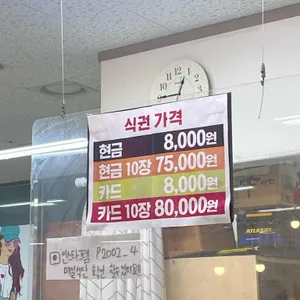 식권 가격
현금 8,000원
현금 10장 75,000원
카드 8,000원
카드 10장 80,000원
P2002_4